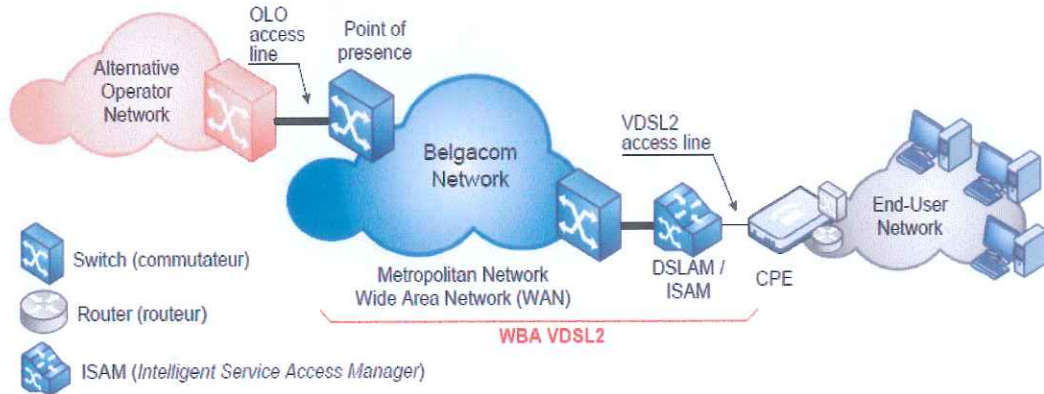 OLO
access
line
Point of
presence
Alternative
Operator
Network
Belgacom
Network
VDSL2
access line
End-User
Network
Metropolitan Network
Wide Area Network (WAN)
DSLAM /
ISAM
CPE
WBA VDSL2
Switch (commutateur)
Router (routeur)
ISAM (Intelligent Service Access Manager)